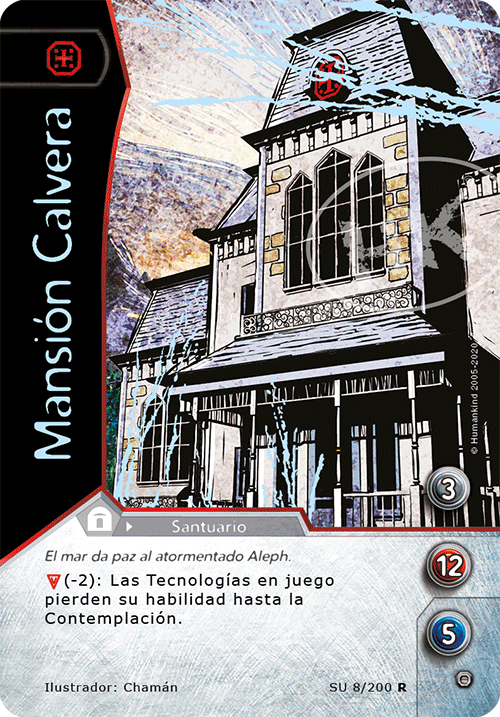 Mansión Calvera
© Humankind 2005-2020
3
Santuario
El mar da paz al atormentado Aleph.
(-2): Las Tecnologías en juego
pierden su habilidad hasta la
Contemplación.
12
5
Ilustrador: Chamán
SU 8/200 R